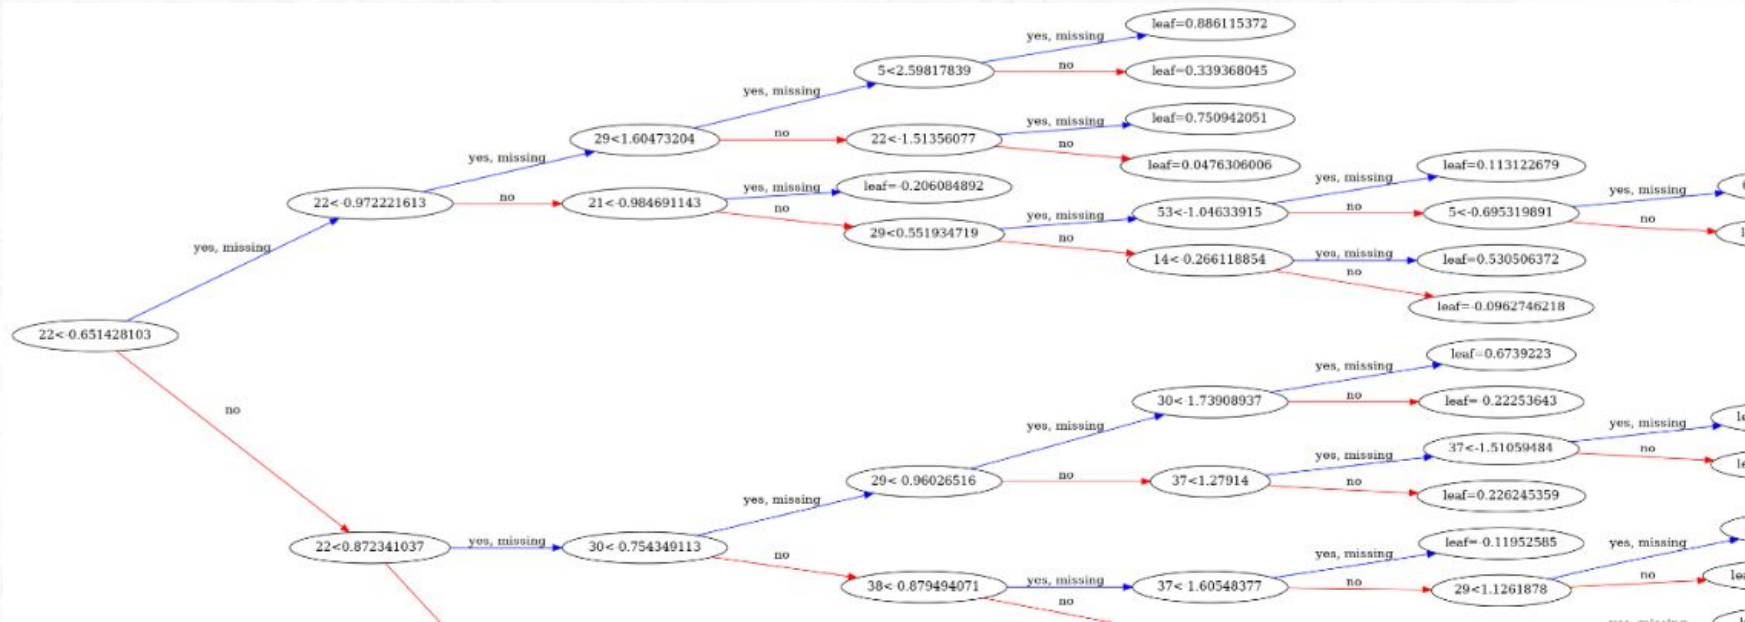 leaf=0.886115372
yes, missing
5<2.59817839
no
leaf=0.339368045
yes, missing
leaf=0.750942051
yes, missing
29<1.60473204
no
22<-1.51356077
no
leaf=0.0476306006
yes, missing
leaf=0.113122679
yes, missing
22<-0.972221613
no
21<-0.984691143
yes, missing
leaf=-0.206084892
no
29<0.551934719
yes, missing
53<-1.04633915
no
5<-0.695319891
yes, missing
no
no
14<-0.266118854
yes, missing
leaf=0.530506372
no
leaf=-0.0962746218
yes, missing
22<-0.651428103
no
leaf=0.6739223
yes, missing
30<-1.73908937
no
leaf=-0.22253643
yes, missing
29<-0.96026516
no
37<1.27914
yes, missing
37<-1.51059484
yes, missing
no
no
leaf=0.226245359
yes, missing
22<0.872341037
yes, missing
30<-0.754349113
no
38<-0.879494071
yes, missing
37<-1.60548377
yes, missing
leaf=-0.11952585
no
29<1.1261878
yes, missing
no
no